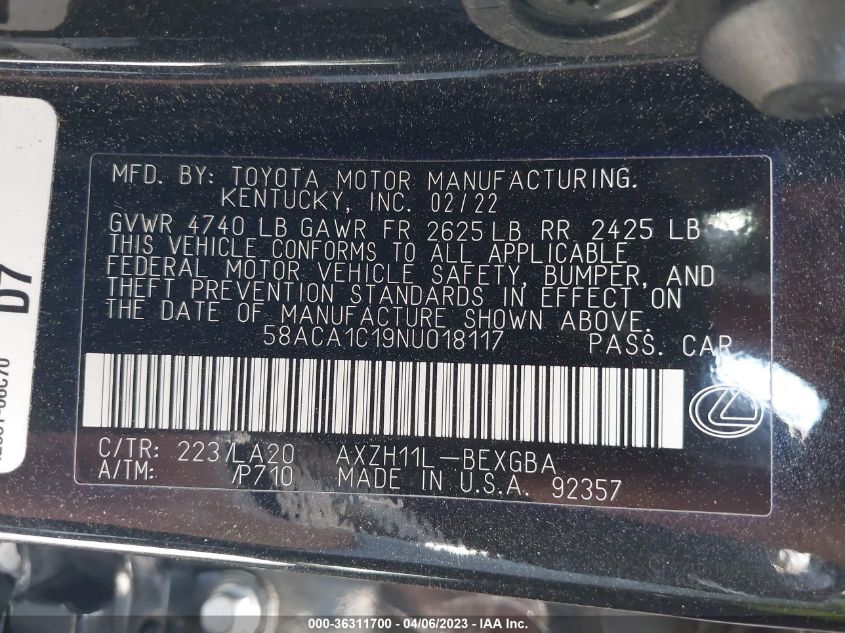 D7
MFD. BY: TOYOTA MOTOR MANUFACTURING.
KENTUCKY, INC. 02/22
GVWR 4740 LB GAWR FR 2625 LB RR 2425 LB
THIS VEHICLE CONFORMS TO ALL APPLICABLE
FEDERAL MOTOR VEHICLE SAFETY, BUMPER, AND
THEFT PREVENTION STANDARDS IN EFFECT ON
THE DATE OF MANUFACTURE SHOWN ABOVE.
58ACA1C19NU018117 PASS. CAR
C/TR: 223/LA20 AXZH11L-BEXGBA
A/TM: /P710 MADE IN U.S.A. 92357
000-36311700 - 04/06/2023 - IEA Inc.